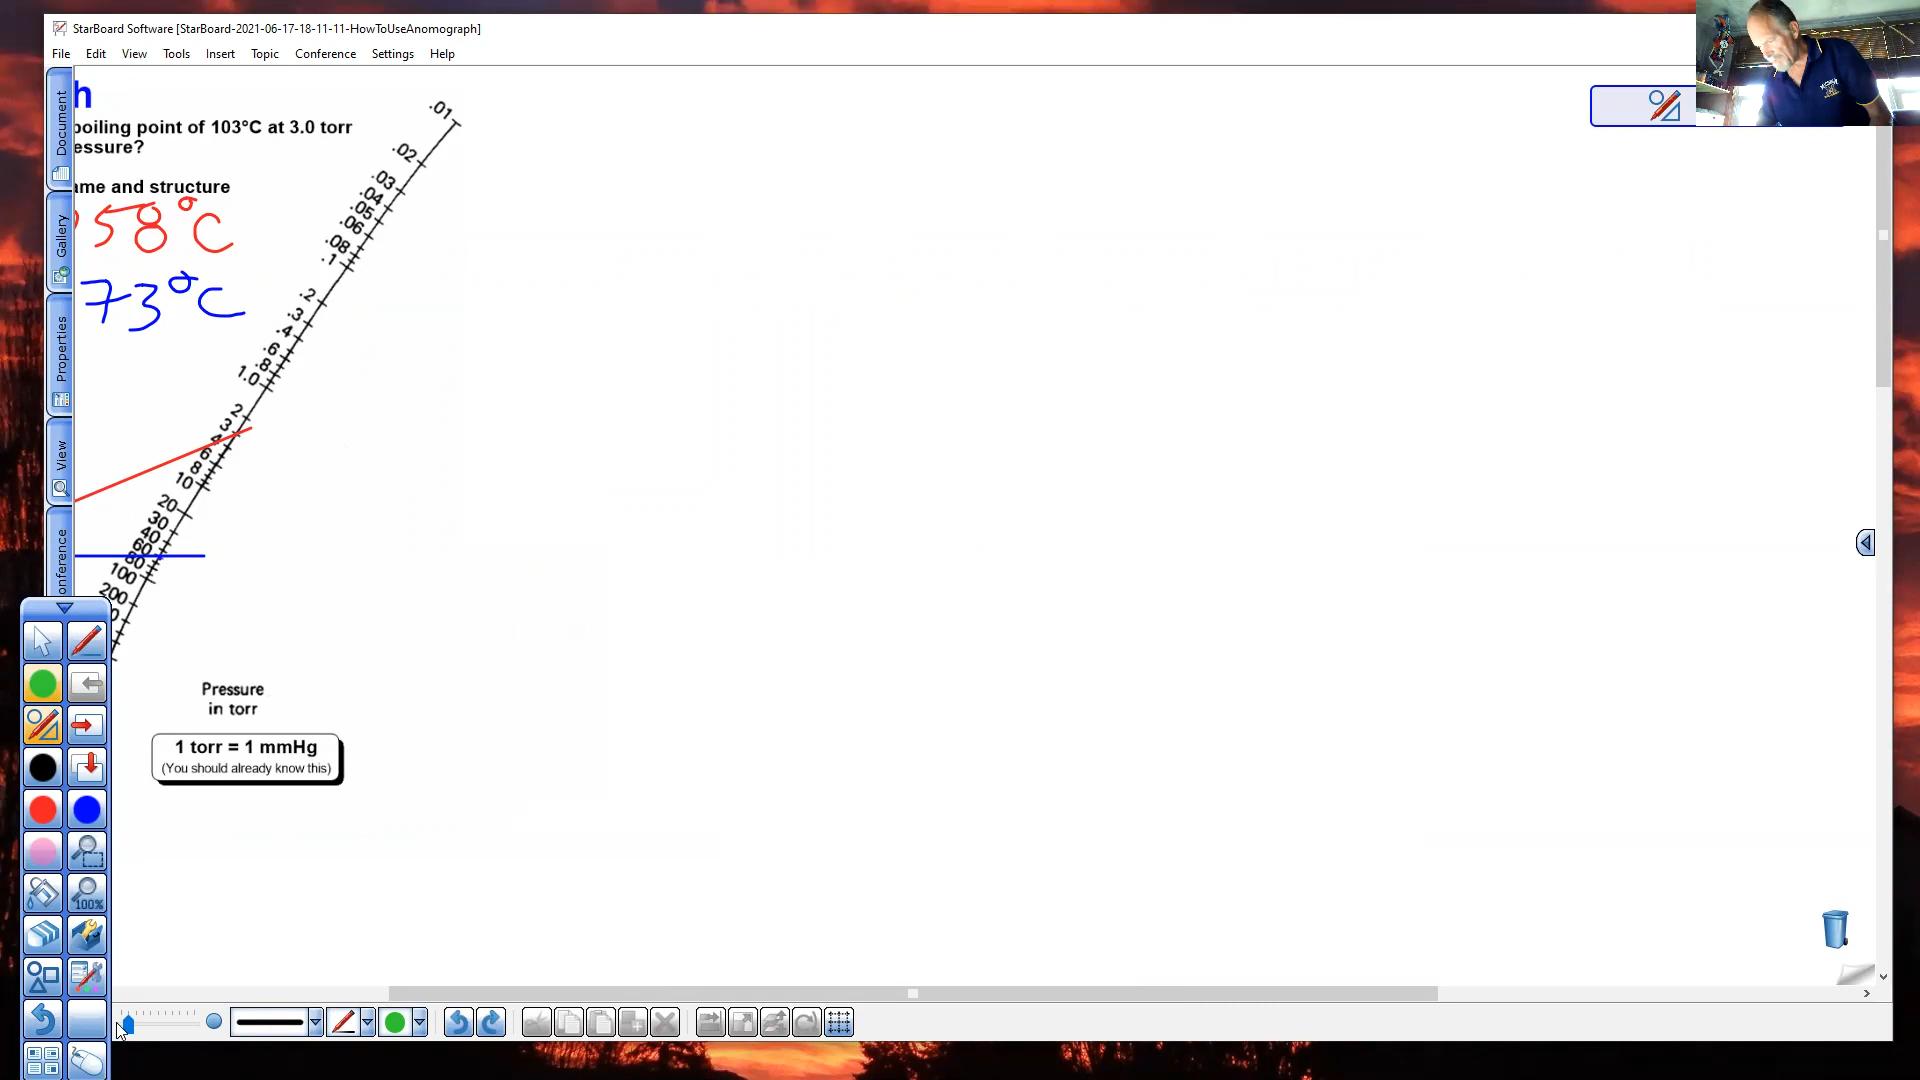 StarBoard Software [StarBoard-2021-06-17-18-11-11-HowToUseAnomograph]
File Edit View Tools Insert Topic Conference Settings Help
h
boiling point of 103°C at 3.0 torr
essure?
ame and structure
58°C
73°C
.01
.02
.03
.04
.05
.06
.08
.1
.2
.3
.4
.6
.8
1.0
2
3
4
6
8
10
20
30
40
60
80
100
200
0
Pressure
in torr
1 torr = 1 mmHg
(You should already know this)
Document
Gallery
Properties
View
onference
100%